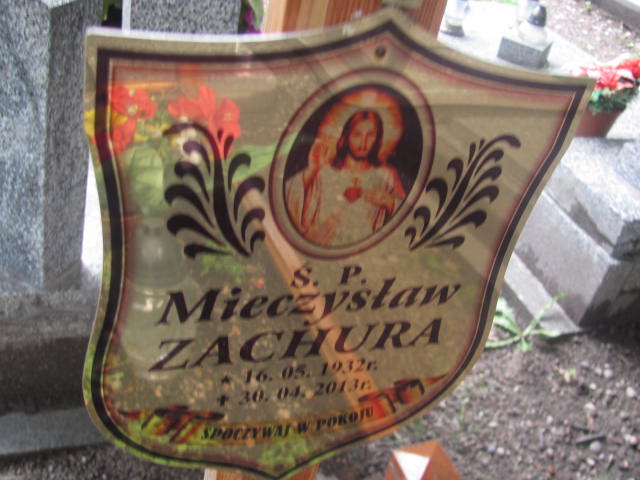 Ś. P.
Mieczysław
ZACHURA
★ 16. 05. 1932r.
✝ 30. 04. 2013r.
SPOCZYWAJ W POKOJU